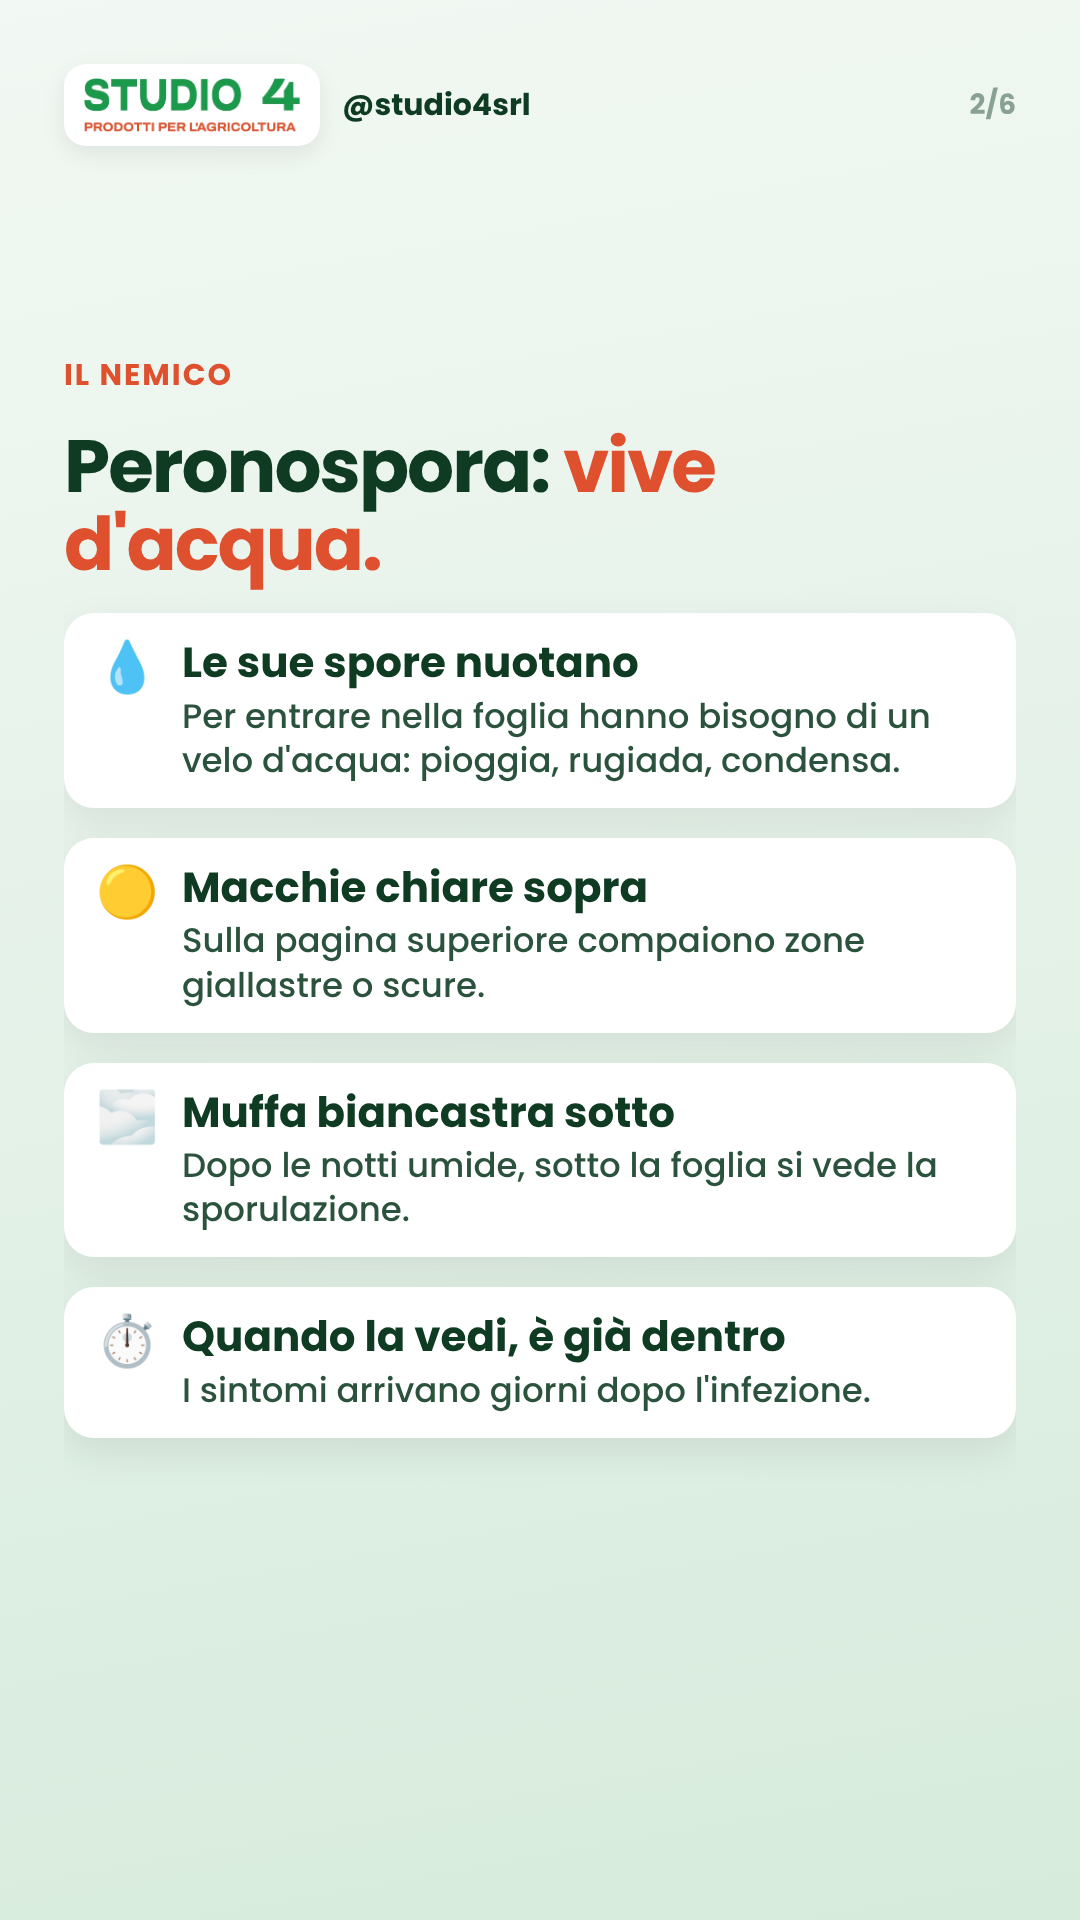 STUDIO 4
PRODOTTI PER L'AGRICOLTURA
@studio4srl
2/6
IL NEMICO
Peronospora: vive
d'acqua.
Le sue spore nuotano
Per entrare nella foglia hanno bisogno di un
velo d'acqua: pioggia, rugiada, condensa.
Macchie chiare sopra
Sulla pagina superiore compaiono zone
giallastre o scure.
Muffa biancastra sotto
Dopo le notti umide, sotto la foglia si vede la
sporulazione.
Quando la vedi, è già dentro
I sintomi arrivano giorni dopo l'infezione.